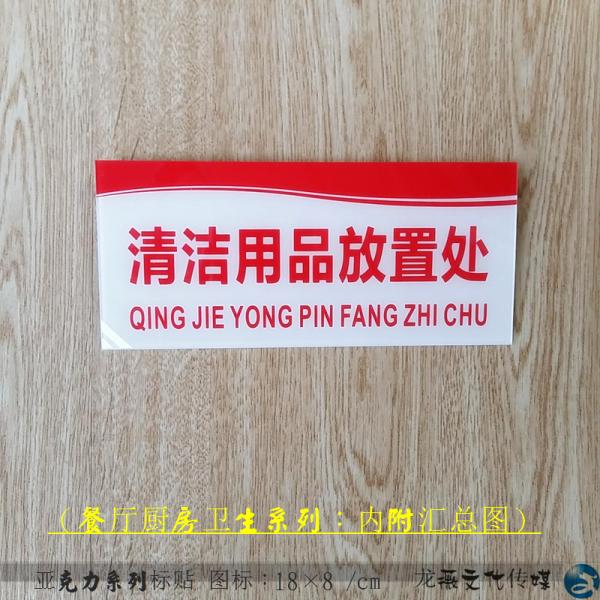 清洁用品放置处
QING JIE YONG PIN FANG ZHI CHU
(餐厅厨房卫生系列：内附汇总图)
亚克力系列标贴 图标：18×8 /cm 龙燕文化传媒